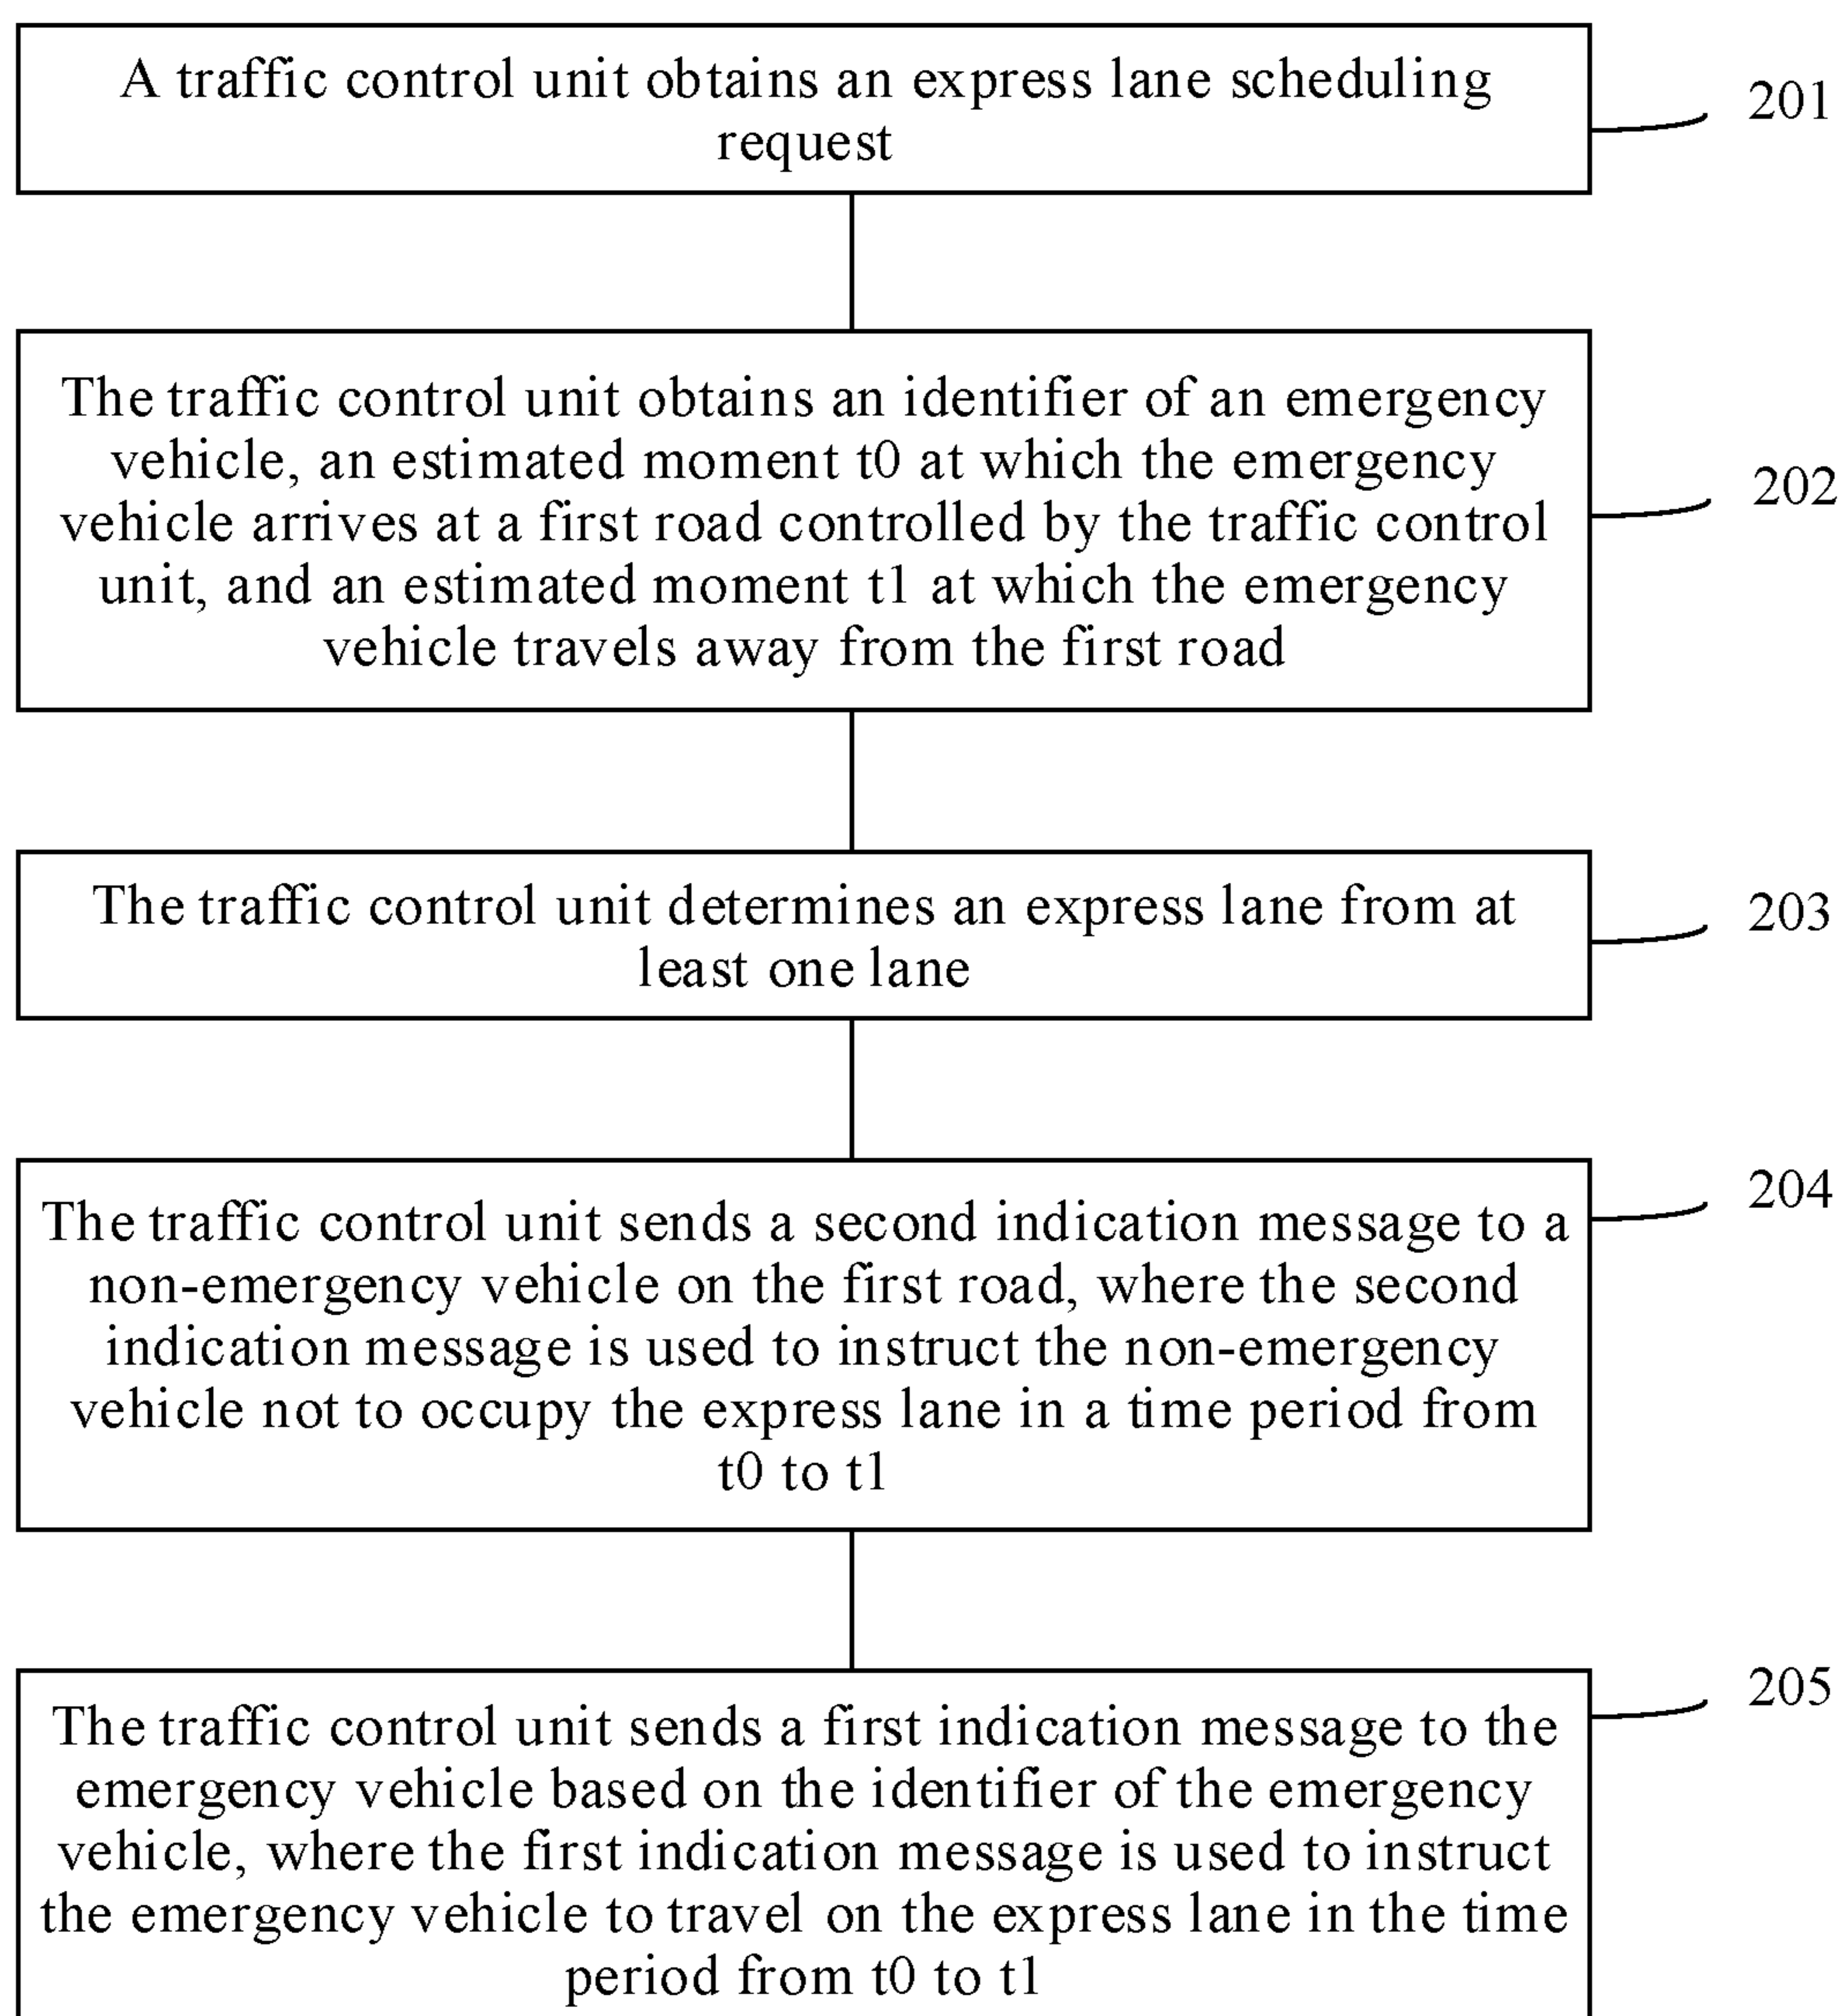 A traffic control unit obtains an express lane scheduling
request
201
The traffic control unit obtains an identifier of an emergency
vehicle, an estimated moment t0 at which the emergency
vehicle arrives at a first road controlled by the traffic control
unit, and an estimated moment t1 at which the emergency
vehicle travels away from the first road
202
The traffic control unit determines an express lane from at
least one lane
203
The traffic control unit sends a second indication message to a
non-emergency vehicle on the first road, where the second
indication message is used to instruct the non-emergency
vehicle not to occupy the express lane in a time period from
t0 to t1
204
The traffic control unit sends a first indication message to the
emergency vehicle based on the identifier of the emergency
vehicle, where the first indication message is used to instruct
the emergency vehicle to travel on the express lane in the time
period from t0 to t1
205